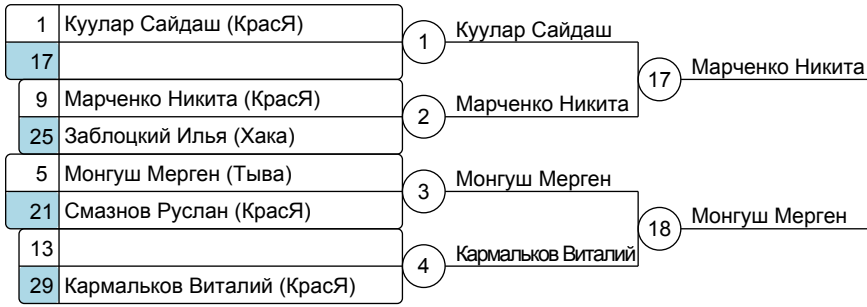 1 Куулар Сайдаш (КрасЯ)
17
1 Куулар Сайдаш
9 Марченко Никита (КрасЯ)
25 Заблоцкий Илья (Хака)
2 Марченко Никита
17 Марченко Никита
5 Монгуш Мерген (Тыва)
21 Смазнов Руслан (КрасЯ)
3 Монгуш Мерген
13
29 Кармальков Виталий (КрасЯ)
4 Кармальков Виталий
18 Монгуш Мерген